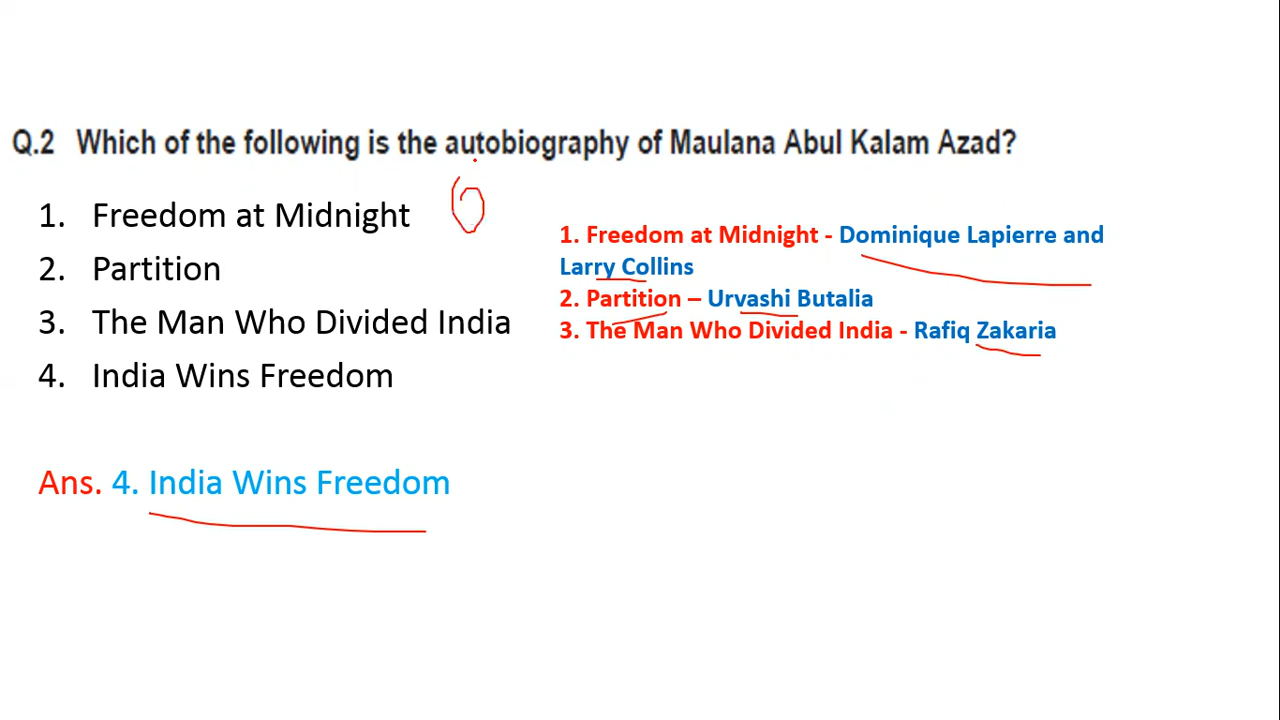 Q.2 Which of the following is the autobiography of Maulana Abul Kalam Azad?
1. Freedom at Midnight
2. Partition
3. The Man Who Divided India
4. India Wins Freedom
1. Freedom at Midnight - Dominique Lapierre and
Larry Collins
2. Partition – Urvashi Butalia
3. The Man Who Divided India - Rafiq Zakaria
Ans. 4. India Wins Freedom